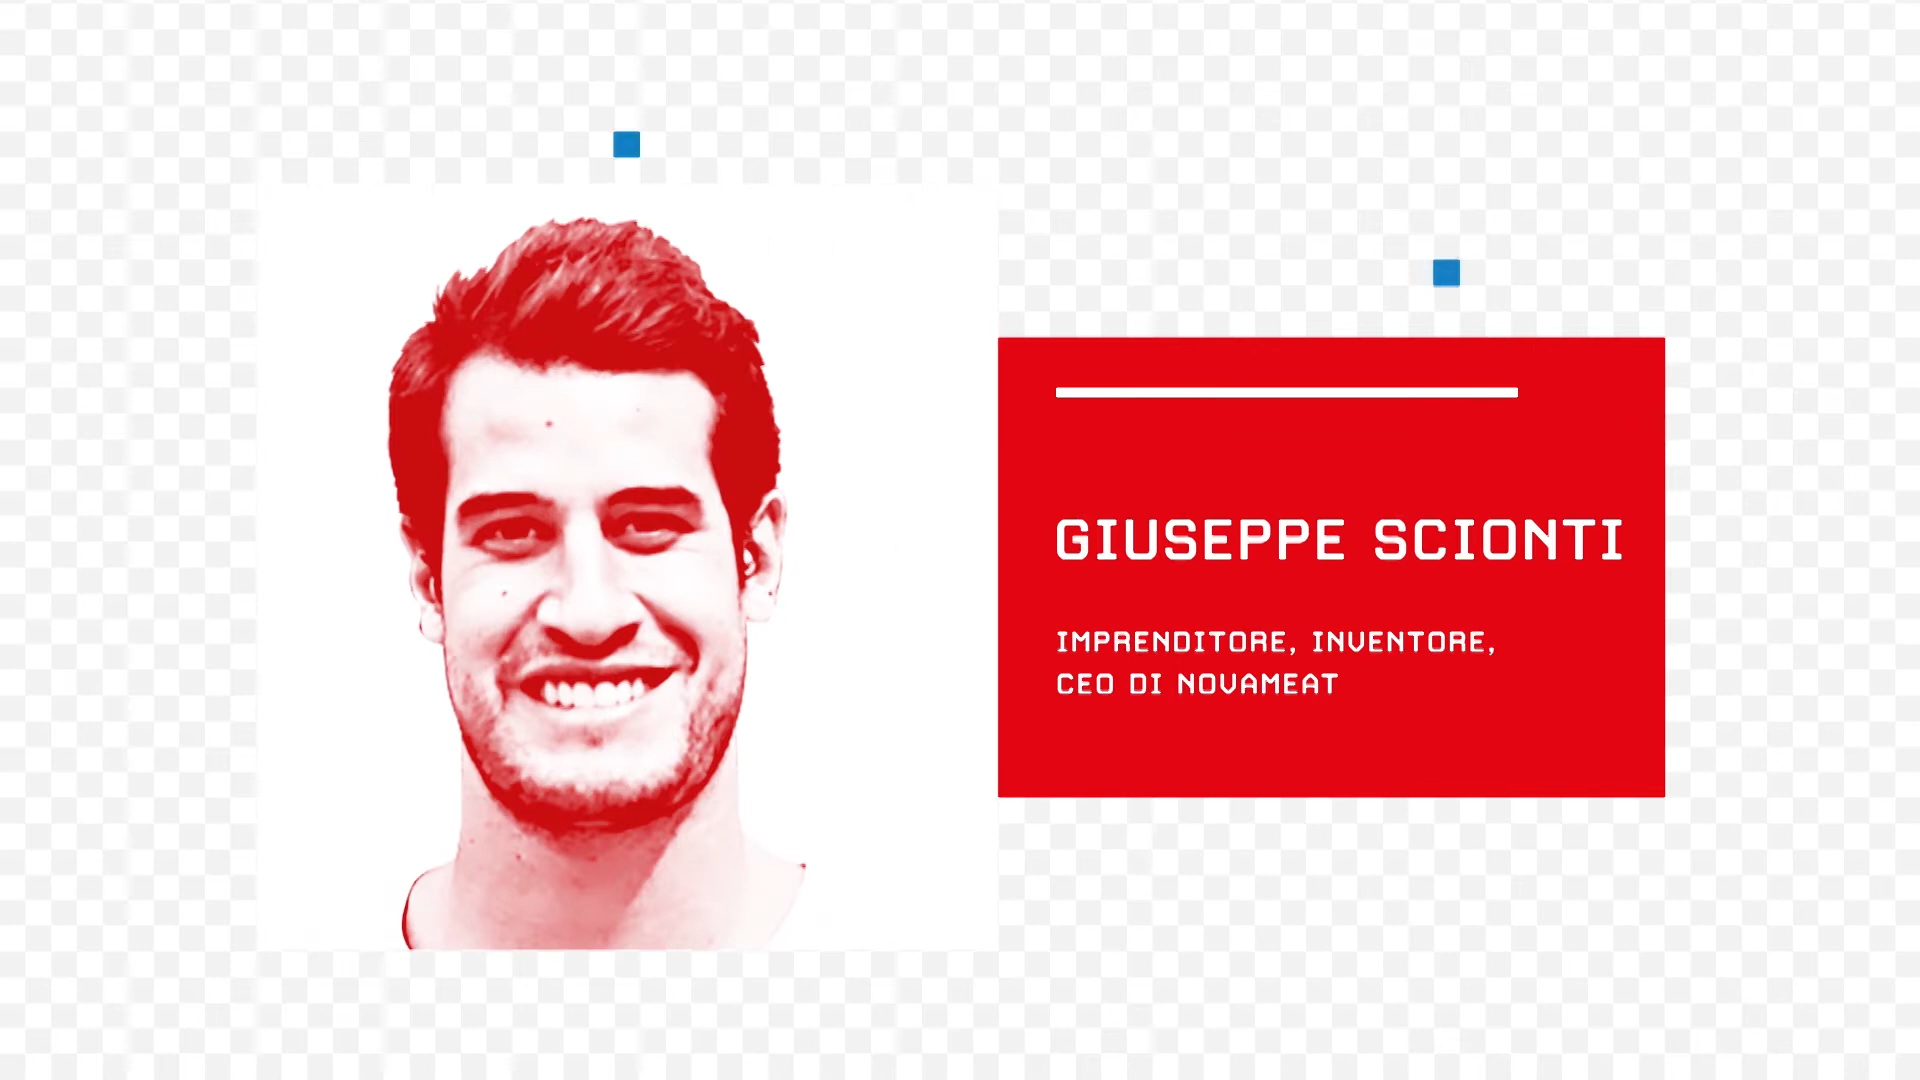 GIUSEPPE SCIONTI
IMPRENDITORE, INVENTORE,
CEO DI NOVAMEAT